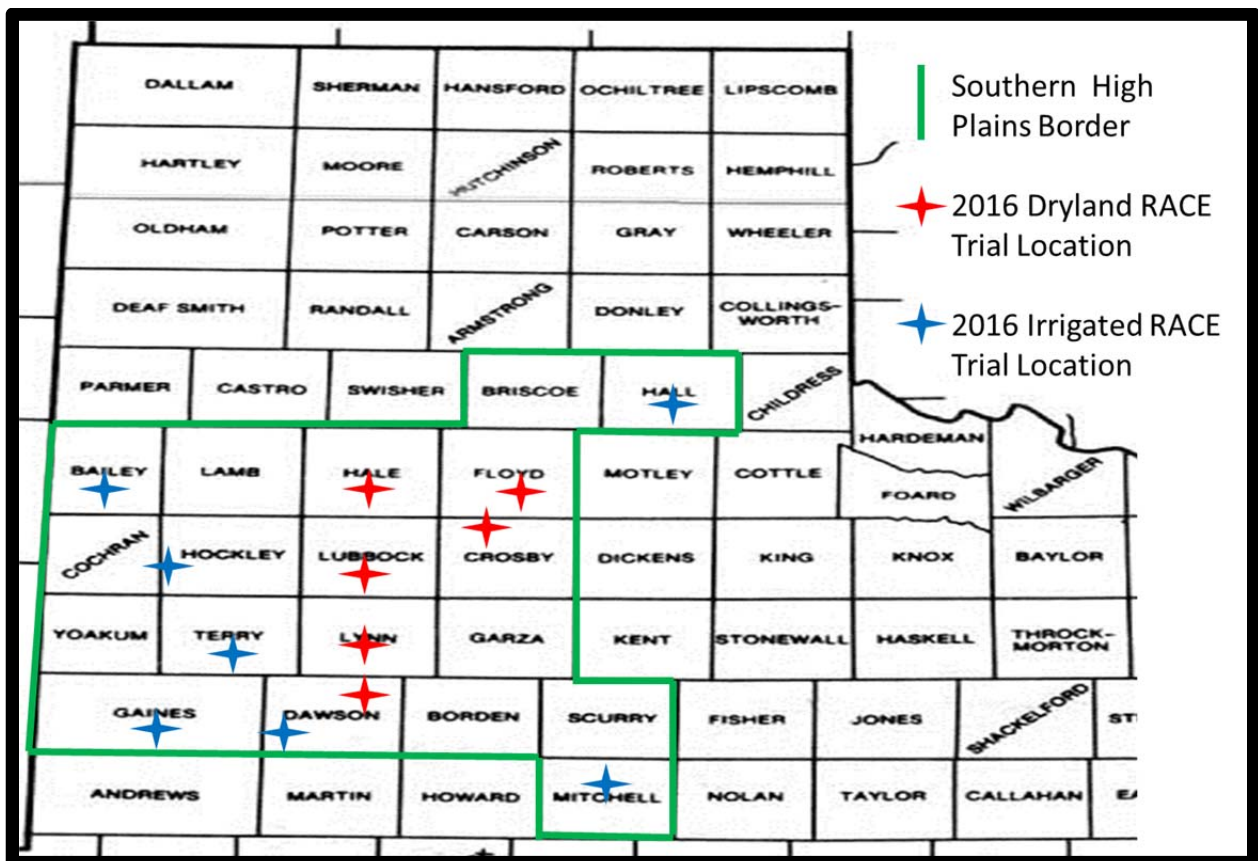 DALLAM SHERMAN HANSFORD OCHILTREE LIPSCOMB
HARTLEY MOORE HUTCHINSON ROBERTS HEMPHILL
OLDHAM POTTER CARSON GRAY WHEELER
DEAF SMITH RANDALL ARMSTRONG DONLEY COLLINGS-
WORTH
PARMER CASTRO SWISHER BRISCOE HALL CHILDRESS
HARDEMAN
BAILEY LAMB HALE FLOYD MOTLEY COTTLE FOARD WILBARGER
COCHRAN HOCKLEY LUBBOCK CROSBY DICKENS KING KNOX BAYLOR
YOAKUM TERRY LYNN GARZA KENT STONEWALL HASKELL THROCK-
MORTON
GAINES DAWSON BORDEN SCURRY FISHER JONES SHACKELFORD
ANDREWS MARTIN HOWARD MITCHELL NOLAN TAYLOR CALLAHAN
Southern High
Plains Border
2016 Dryland RACE
Trial Location
2016 Irrigated RACE
Trial Location